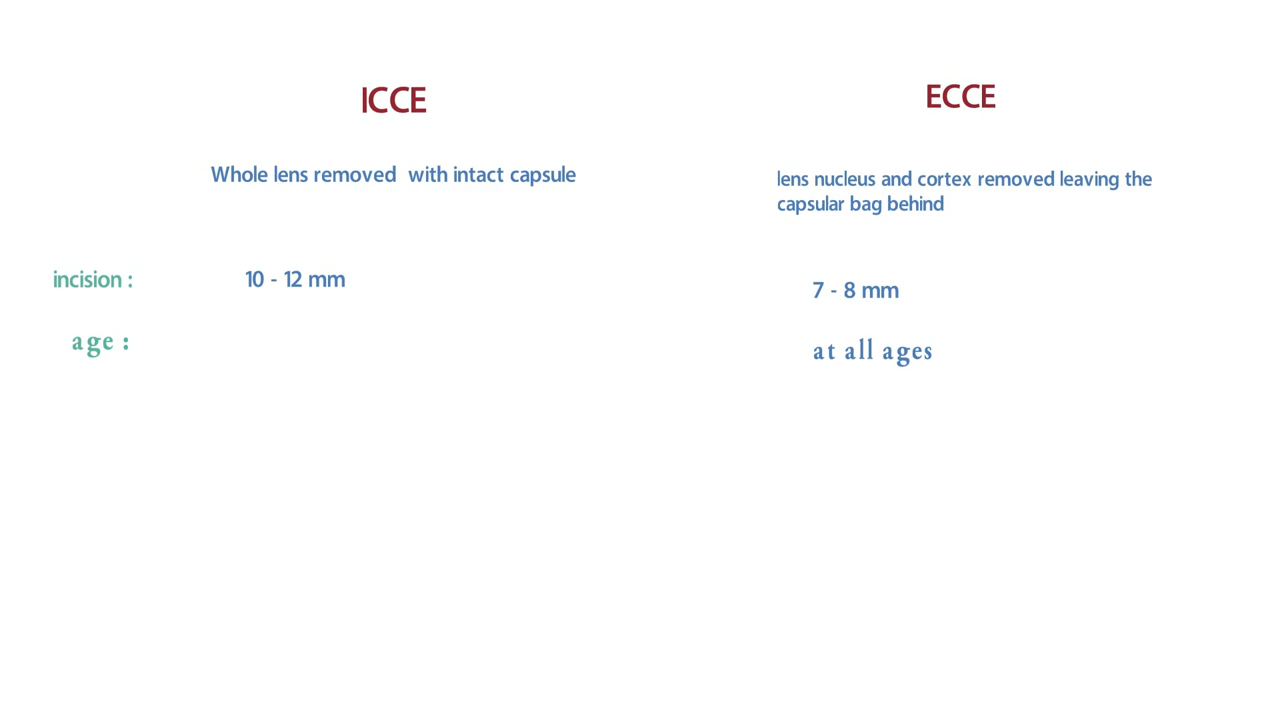 ICCE
ECCE
Whole lens removed with intact capsule
lens nucleus and cortex removed leaving the
capsular bag behind
incision :
10 - 12 mm
7 - 8 mm
age :
at all ages